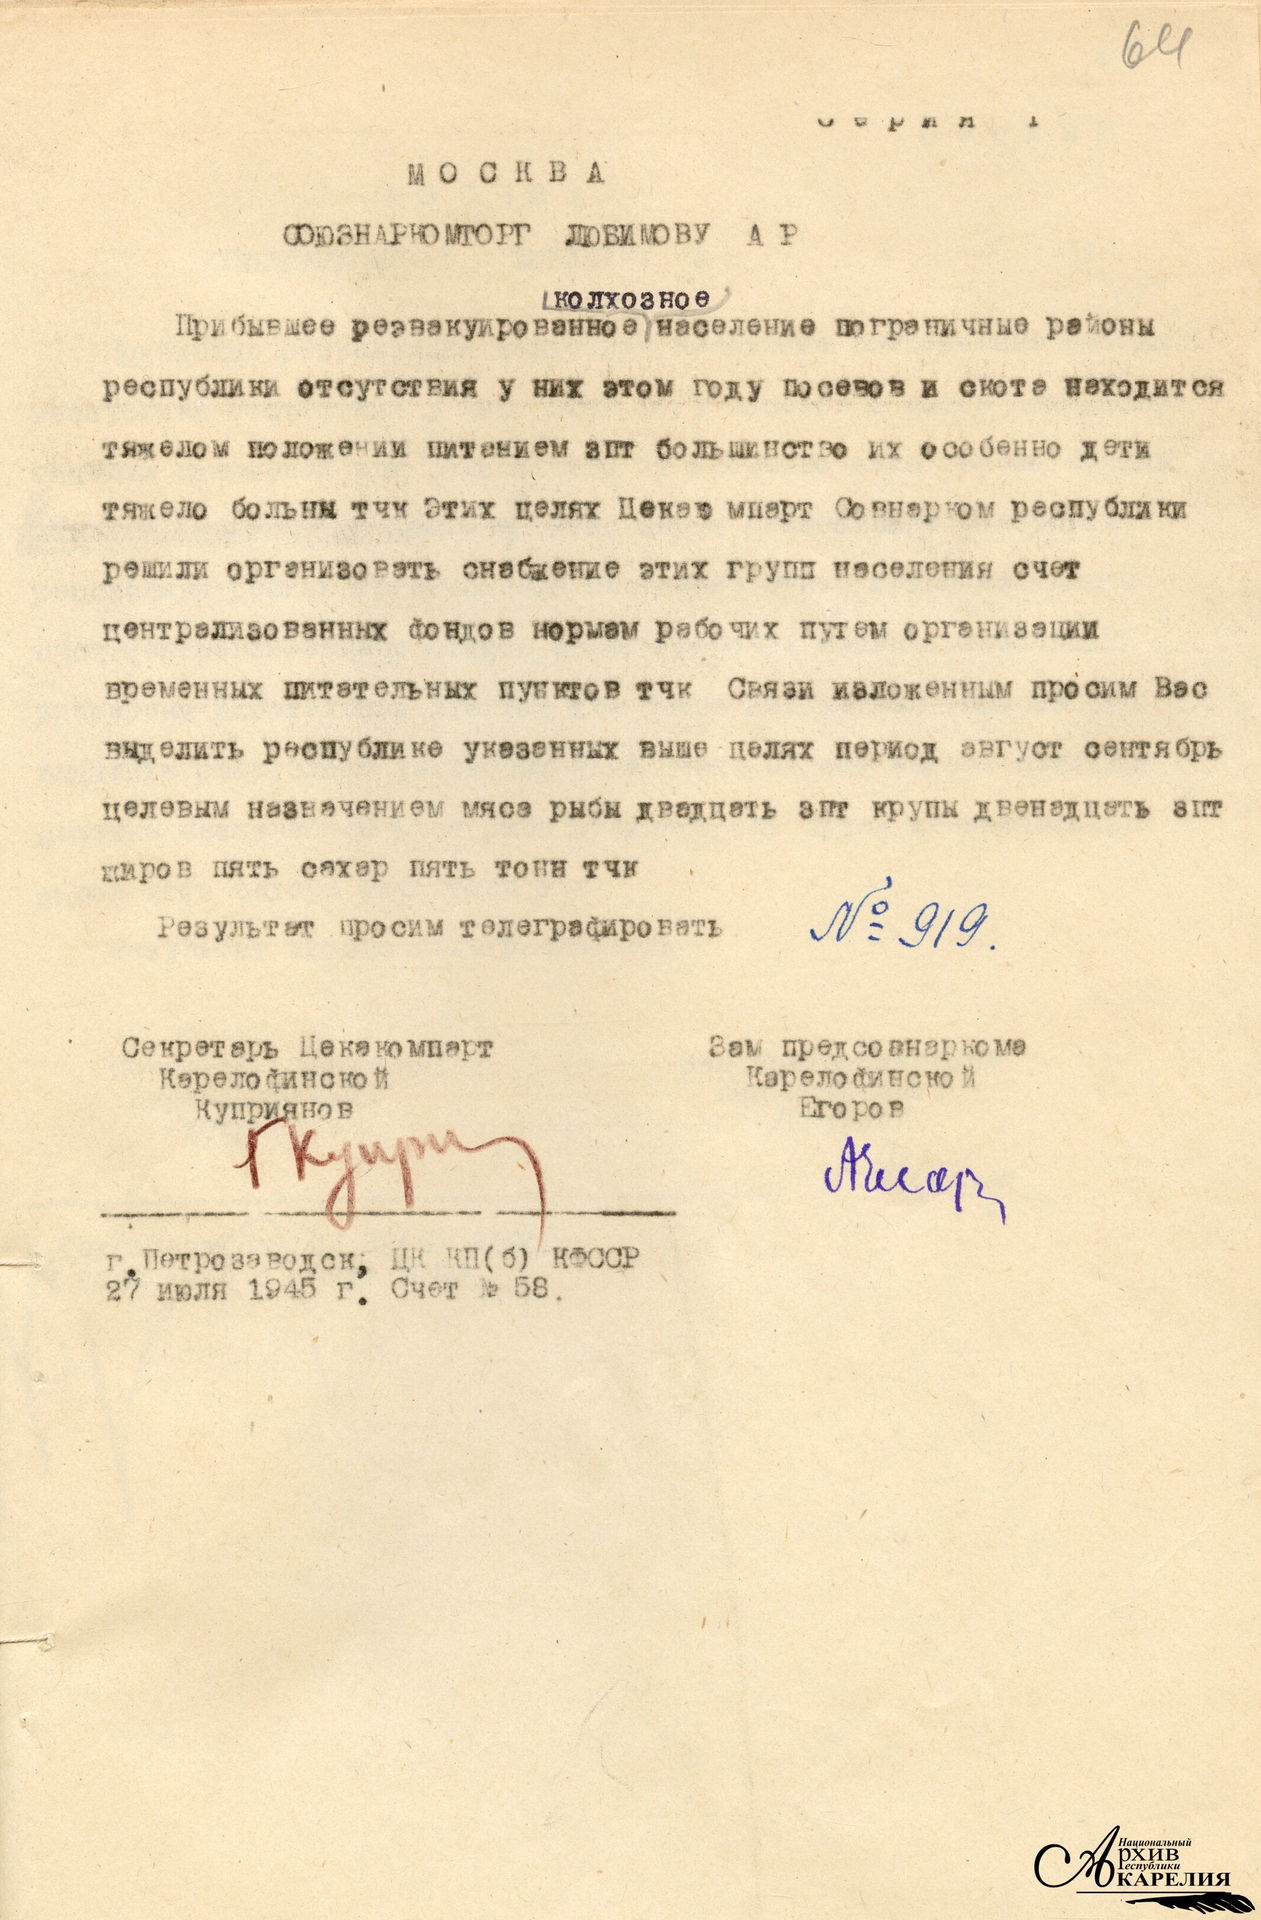 64
Серия Г
МОСКВА
СОЮЗНАРКОМТОРГ ЛЮБИМОВУ А Р
колхозное
Прибывшее реэвакуированное население пограничные районы
республики отсутствия у них этом году посевов и скота находится
тяжелом положении питанием зпт большинство их особенно дети
тяжело больны тчк Этих целях Цекакомпарт Совнарком республики
решили организовать снабжение этих групп населения счет
централизованных фондов нормам рабочих путем организации
временных питательных пунктов тчк Связи изложенным просим Вас
выделить республике указанных выше целях период август сентябрь
целевым назначением мяса рыбы двадцать зпт крупы двенадцать зпт
жиров пять сахар пять тонн тчк
Результат просим телеграфировать № 919.
Секретарь Цекакомпарт Зам предсовнаркома
Карелофинской Карелофинской
Куприянов Егоров
г.Петрозаводск, ЦК КП(б) КФССР
27 июля 1945 г. Счет № 58.
Национальный
Архив
Республики
КАРЕЛИЯ